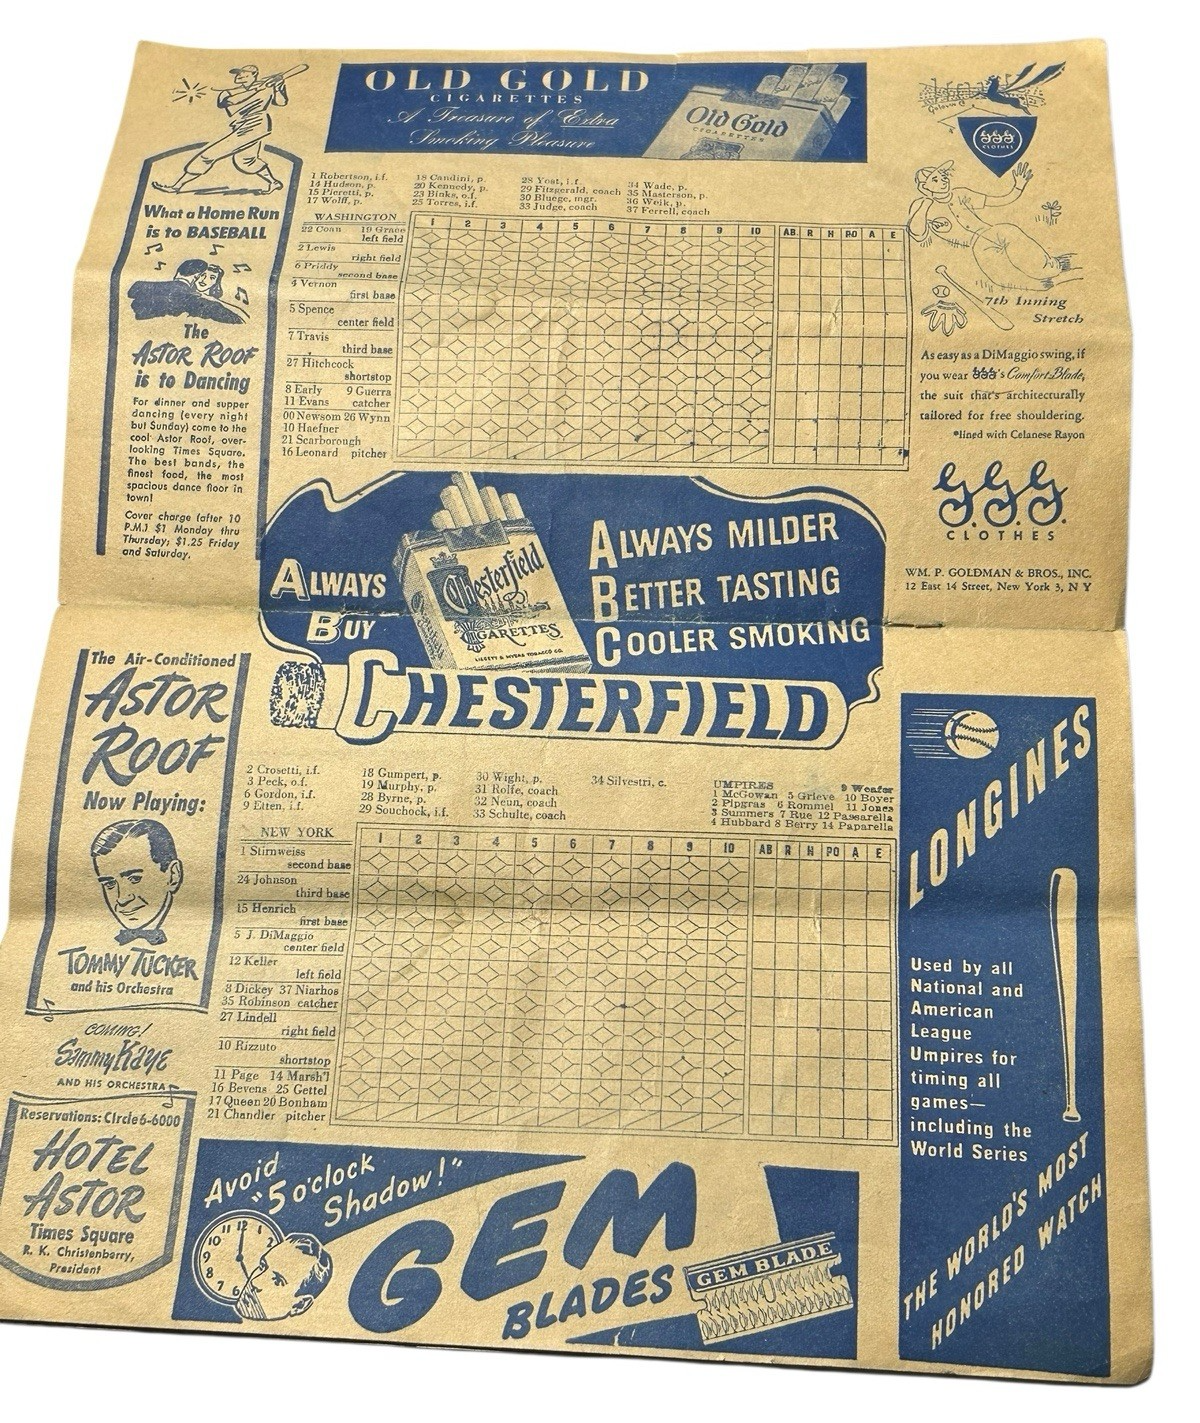 OLD GOLD
CIGARETTES
A Treasure of Extra
Smoking Pleasure
Old Gold
CIGARETTES
What a Home Run
is to BASEBALL
The
ASTOR ROOF
is to Dancing
For dinner and supper
dancing (every night
but Sunday) come to the
cool Astor Roof, over-
looking Times Square.
The best bands, the
finest food, the most
spacious dance floor in
town!
Cover charge (after 10
P.M.) $1 Monday thru
Thursday; $1.25 Friday
and Saturday.
1 Robertson, i.f.
14 Hudson, p.
15 Pieretti, p.
17 Wolff, p.
18 Candini, p.
20 Kennedy, p.
23 Binks, o.f.
25 Torres, i.f.
28 Yost, i.f.
29 Fitzgerald, coach
30 Bluege, mgr.
33 Judge, coach
34 Wade, p.
35 Masterson, p.
36 Weik, p.
37 Ferrell, coach
WASHINGTON 1 2 3 4 5 6 7 8 9 10 AB. R H PO A E
22 Coan 19 Grace
left field
2 Lewis
right field
6 Priddy
second base
4 Vernon
first base
5 Spence
center field
7 Travis
third base
27 Hitchcock
shortstop
8 Early 9 Guerra
11 Evans catcher
00 Newsom 26 Wynn
10 Haefner
21 Scarborough
16 Leonard pitcher
GGG
CLOTHES
7th Inning
Stretch
As easy as a DiMaggio swing, if
you wear GGG's Comfort Blade,
the suit that's architecturally
tailored for free shouldering.
*lined with Celanese Rayon
G.G.G.
CLOTHES
WM. P. GOLDMAN & BROS., INC.
12 East 14 Street, New York 3, N Y
ALWAYS
BUY
CHESTERFIELD
Chesterfield
CIGARETTES
LIGGETT & MYERS TOBACCO CO.
ALWAYS MILDER
BETTER TASTING
COOLER SMOKING
The Air-Conditioned
ASTOR
ROOF
Now Playing:
TOMMY TUCKER
and his Orchestra
COMING!
Sammy Kaye
AND HIS ORCHESTRA
Reservations: CIrcle 6-6000
HOTEL
ASTOR
Times Square
R. K. Christenberry,
President
2 Crosetti, i.f.
3 Peck, o.f.
6 Gordon, i.f.
9 Etten, i.f.
18 Gumpert, p.
19 Murphy, p.
28 Byrne, p.
29 Souchock, i.f.
30 Wight, p.
31 Rolfe, coach
32 Neun, coach
33 Schulte, coach
34 Silvestri, c.
UMPIRES 9 Weafer
1 McGowan 5 Grieve 10 Boyer
2 Pipgras 6 Rommel 11 Jones
3 Summers 7 Rue 12 Passarella
4 Hubbard 8 Berry 14 Paparella
NEW YORK 1 2 3 4 5 6 7 8 9 10 AB R H PO A E
1 Stirnweiss
second base
24 Johnson
third base
15 Henrich
first base
5 J. DiMaggio
center field
12 Keller
left field
8 Dickey 37 Niarhos
35 Robinson catcher
27 Lindell
right field
10 Rizzuto
shortstop
11 Page 14 Marsh'l
16 Bevens 25 Gettel
17 Queen 20 Bonham
21 Chandler pitcher
LONGINES
Used by all
National and
American
League
Umpires for
timing all
games—
including the
World Series
THE WORLD'S MOST
HONORED WATCH
Avoid
"5 o'clock
Shadow!"
GEM
BLADES
GEM BLADE